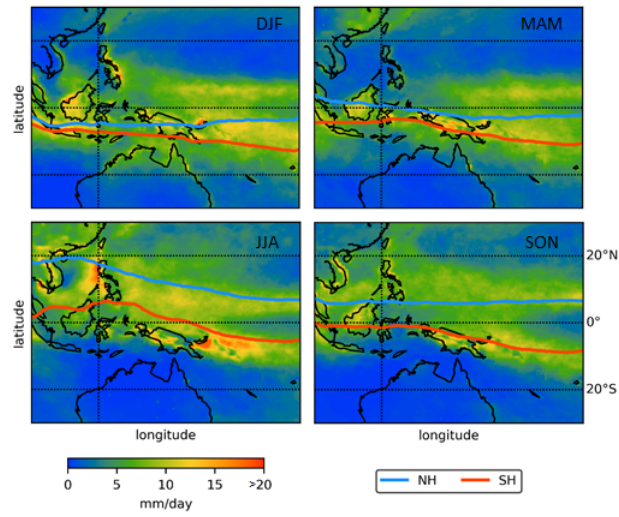 DJF
MAM
latitude
JJA
SON
latitude
20°N
0°
20°S
longitude
longitude
0 5 10 15 >20
mm/day
NH SH